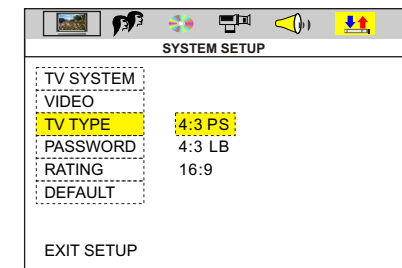 SYSTEM SETUP
TV SYSTEM
VIDEO
TV TYPE 4:3 PS
PASSWORD 4:3 LB
RATING 16:9
DEFAULT
EXIT SETUP